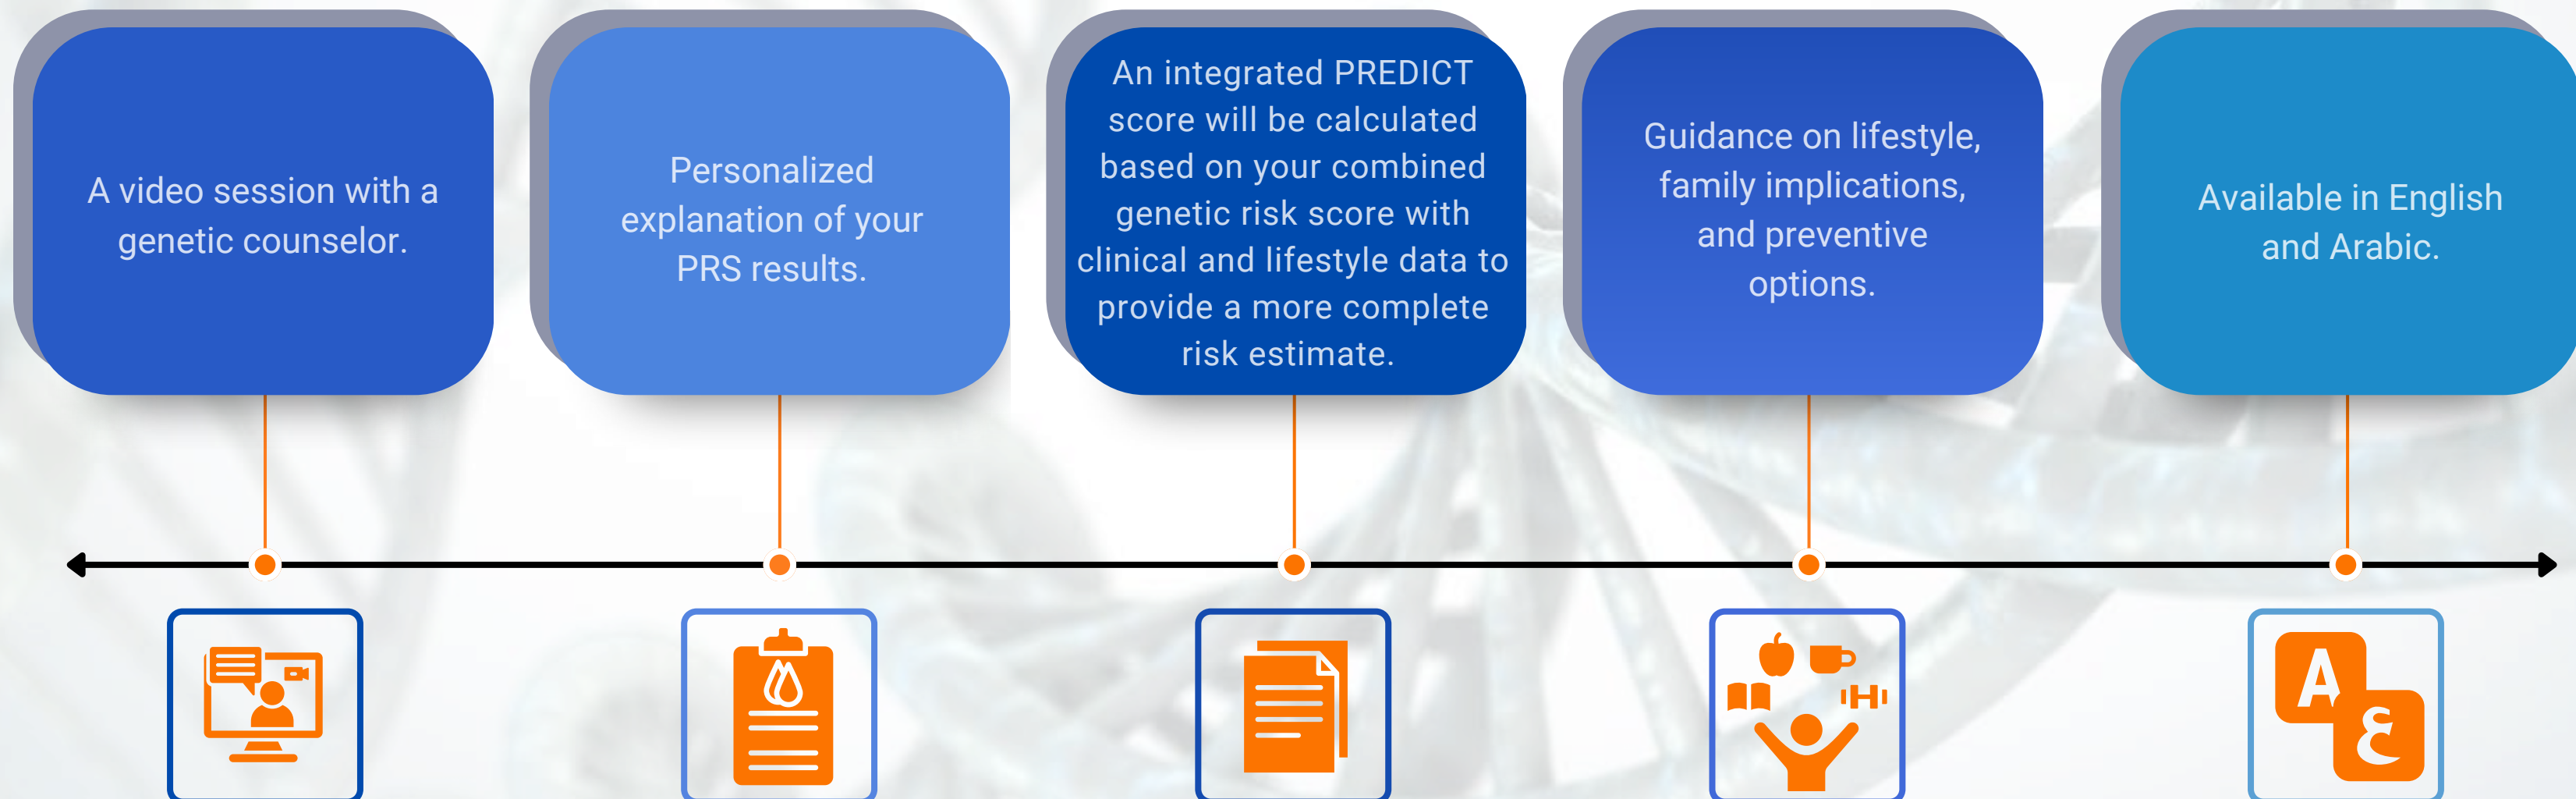 A video session with a
genetic counselor.
Personalized
explanation of your
PRS results.
An integrated PREDICT
score will be calculated
based on your combined
genetic risk score with
clinical and lifestyle data to
provide a more complete
risk estimate.
Guidance on lifestyle,
family implications,
and preventive
options.
Available in English
and Arabic.
A
ع